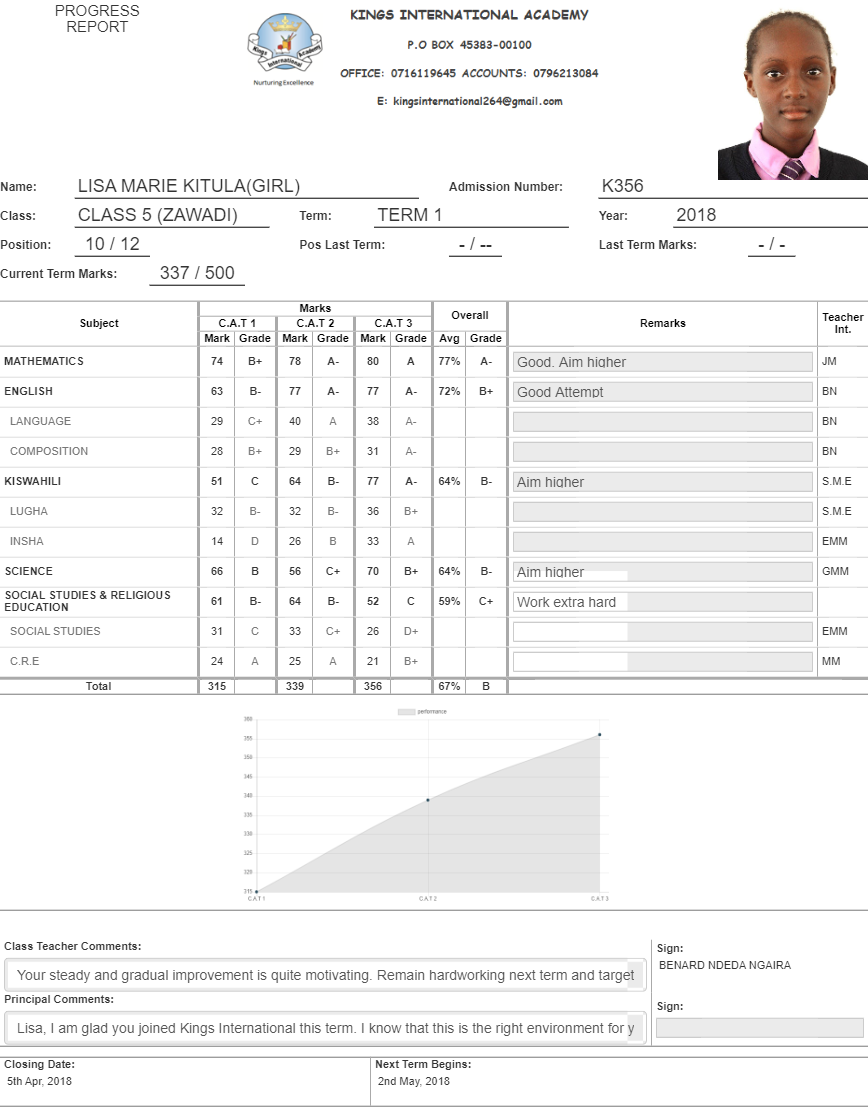 PROGRESS
REPORT
KINGS INTERNATIONAL ACADEMY
P.O BOX 45383-00100
OFFICE: 0716119645 ACCOUNTS: 0796213084
E: kingsinternational264@gmail.com
Kings Academy
International
Nurturing Excellence
Name: LISA MARIE KITULA(GIRL) Admission Number: K356
Class: CLASS 5 (ZAWADI) Term: TERM 1 Year: 2018
Position: 10 / 12 Pos Last Term: - / -- Last Term Marks: - / -
Current Term Marks: 337 / 500
Subject Marks Overall Remarks Teacher Int.
C.A.T 1 C.A.T 2 C.A.T 3
Mark Grade Mark Grade Mark Grade Avg Grade
MATHEMATICS 74 B+ 78 A- 80 A 77% A- Good. Aim higher JM
ENGLISH 63 B- 77 A- 77 A- 72% B+ Good Attempt BN
LANGUAGE 29 C+ 40 A 38 A- BN
COMPOSITION 28 B+ 29 B+ 31 A- BN
KISWAHILI 51 C 64 B- 77 A- 64% B- Aim higher S.M.E
LUGHA 32 B- 32 B- 36 B+ S.M.E
INSHA 14 D 26 B 33 A EMM
SCIENCE 66 B 56 C+ 70 B+ 64% B- Aim higher GMM
SOCIAL STUDIES & RELIGIOUS
EDUCATION 61 B- 64 B- 52 C 59% C+ Work extra hard
SOCIAL STUDIES 31 C 33 C+ 26 D+ EMM
C.R.E 24 A 25 A 21 B+ MM
Total 315 339 356 67% B
performance
360
355
350
345
340
335
330
325
320
315
C.A.T 1 C.A.T 2 C.A.T 3
Class Teacher Comments:
Your steady and gradual improvement is quite motivating. Remain hardworking next term and target
Sign:
BENARD NDEDA NGAIRA
Principal Comments:
Lisa, I am glad you joined Kings International this term. I know that this is the right environment for y
Sign:
Closing Date: Next Term Begins:
5th Apr, 2018 2nd May, 2018